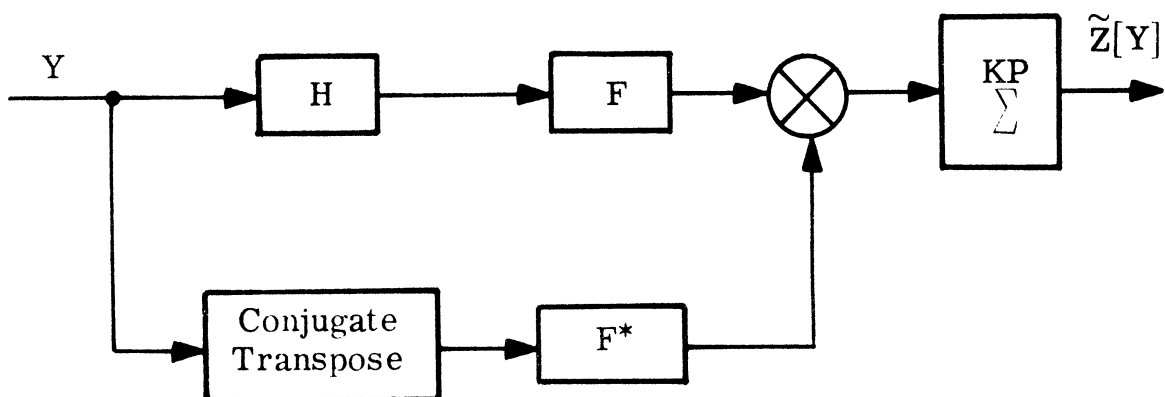 Y
H
F
KP
Σ
Z̃[Y]
Conjugate
Transpose
F*